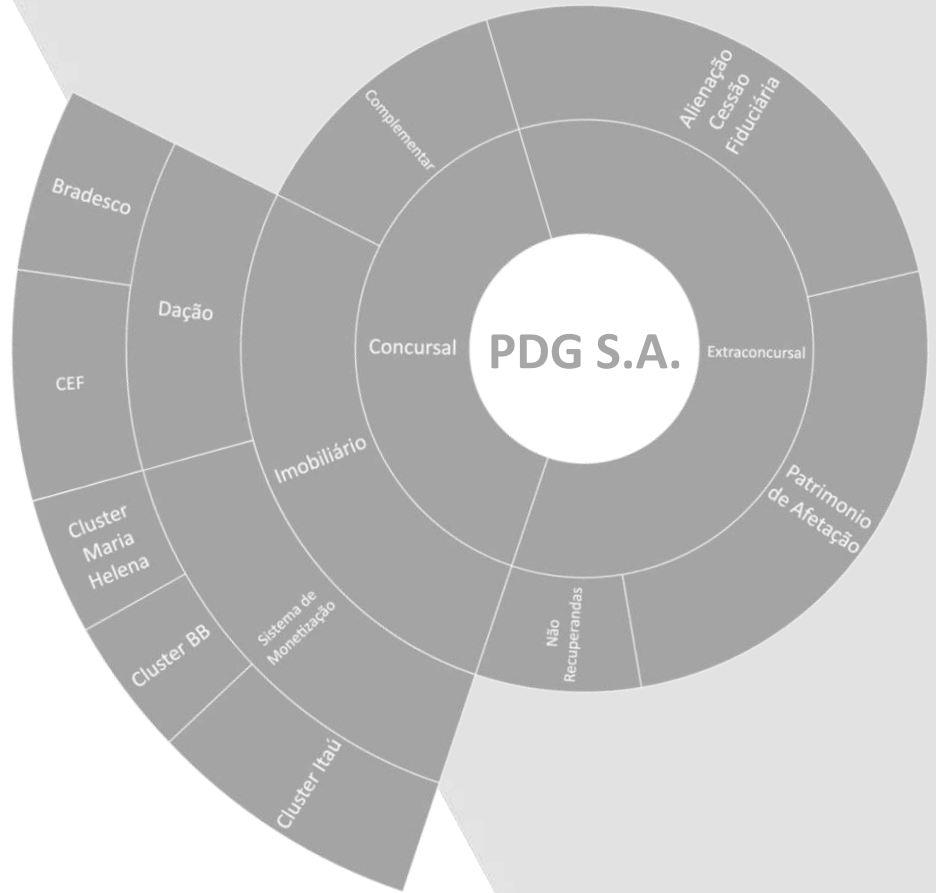 Alienação
Cessão
Fiduciária
Complementar
Bradesco
Dação
CEF
Concursal
PDG S.A.
Extraconcursal
Imobiliário
Patrimonio
de Afetação
Cluster
Maria
Helena
Sistema de
Monetização
Não
Recuperandas
Cluster BB
Cluster Itaú